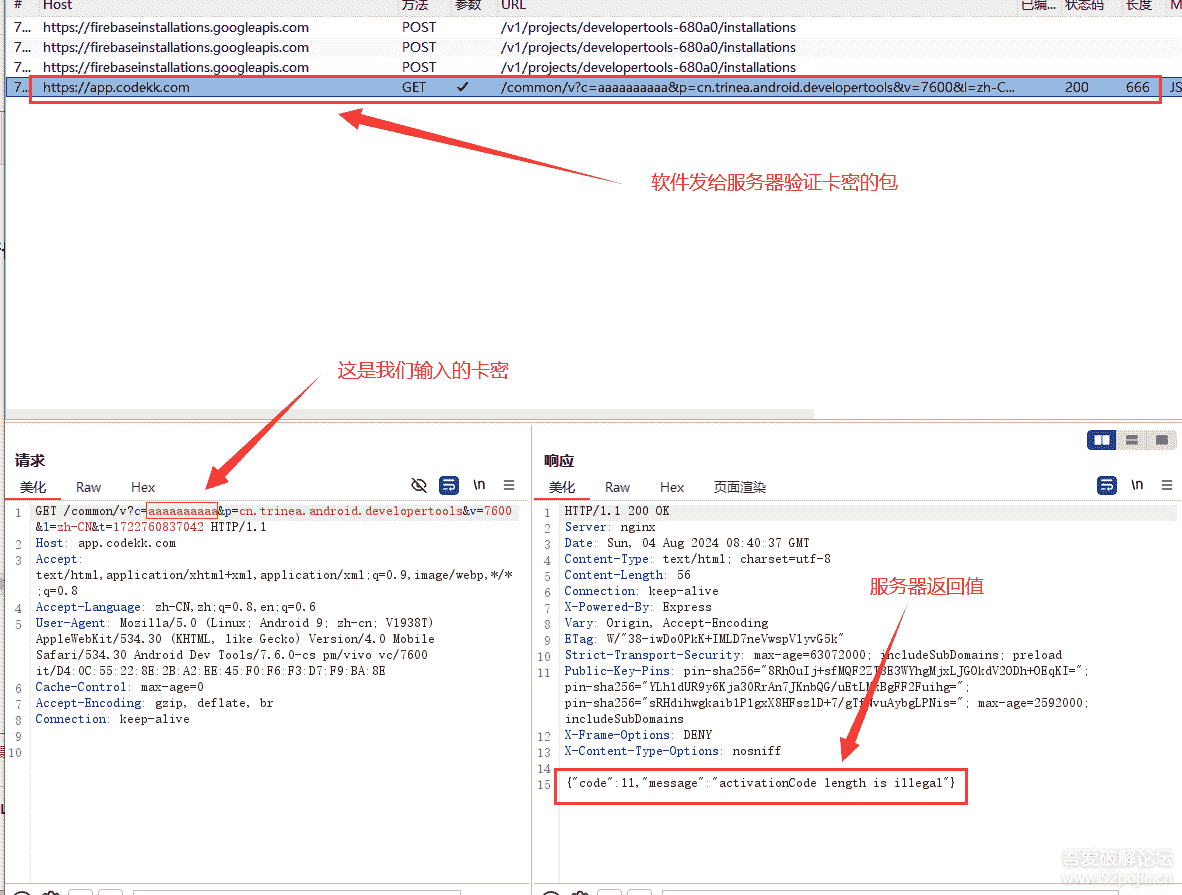 # Host 方法 参数 URL 已编... 状态码 长度 M
7... https://firebaseinstallations.googleapis.com POST /v1/projects/developertools-680a0/installations
7... https://firebaseinstallations.googleapis.com POST /v1/projects/developertools-680a0/installations
7... https://firebaseinstallations.googleapis.com POST /v1/projects/developertools-680a0/installations
7... https://app.codekk.com GET ✓ /common/v?c=aaaaaaaaaa&p=cn.trinea.android.developertools&v=7600&l=zh-C... 200 666 JS
软件发给服务器验证卡密的包
这是我们输入的卡密
请求
美化 Raw Hex \n
1 GET /common/v?c=aaaaaaaaaa&p=cn.trinea.android.developertools&v=7600
&l=zh-CN&t=1722760837042 HTTP/1.1
2 Host: app.codekk.com
3 Accept:
text/html,application/xhtml+xml,application/xml;q=0.9,image/webp,*/*
;q=0.8
4 Accept-Language: zh-CN,zh;q=0.8,en;q=0.6
5 User-Agent: Mozilla/5.0 (Linux; Android 9; zh-cn; V1938T)
AppleWebKit/534.30 (KHTML, like Gecko) Version/4.0 Mobile
Safari/534.30 Android Dev Tools/7.6.0-cs pm/vivo vc/7600
it/D4:0C:55:22:8E:2B:A2:EE:45:F0:F6:F3:D7:F9:BA:8E
6 Cache-Control: max-age=0
7 Accept-Encoding: gzip, deflate, br
8 Connection: keep-alive
9
10
响应
美化 Raw Hex 页面渲染 \n
1 HTTP/1.1 200 OK
2 Server: nginx
3 Date: Sun, 04 Aug 2024 08:40:37 GMT
4 Content-Type: text/html; charset=utf-8
5 Content-Length: 56
6 Connection: keep-alive
7 X-Powered-By: Express
8 Vary: Origin, Accept-Encoding
9 ETag: W/"38-iwDo0PkK+IMLD7neVwspVlyvG5k"
10 Strict-Transport-Security: max-age=63072000; includeSubDomains; preload
11 Public-Key-Pins:
max-age=2592000;
includeSubDomains
12 X-Frame-Options: DENY
13 X-Content-Type-Options: nosniff
14
15 {"code":11,"message":"activationCode length is illegal"}
服务器返回值
吾爱破解论坛
www.52pojie.cn